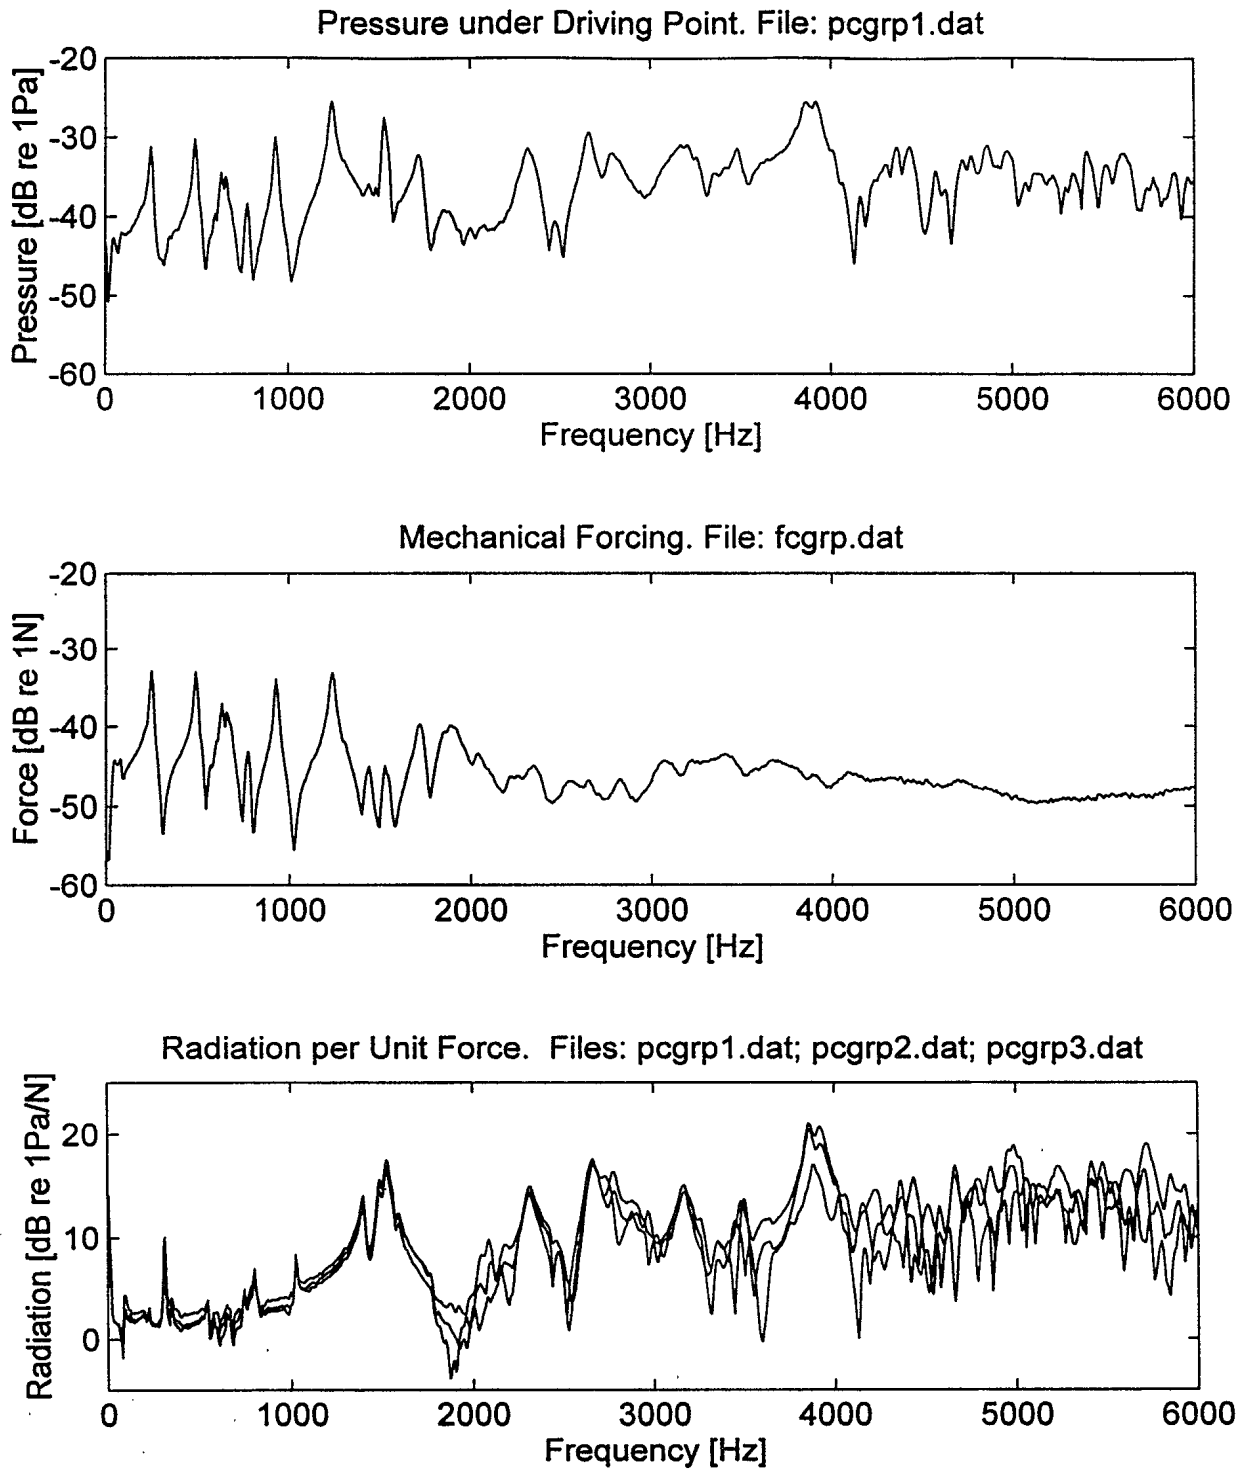 Pressure under Driving Point. File: pcgrp1.dat
Pressure [dB re 1Pa]
-20
-30
-40
-50
-60
0 1000 2000 3000 4000 5000 6000
Frequency [Hz]
Mechanical Forcing. File: fcgrp.dat
Force [dB re 1N]
-20
-30
-40
-50
-60
0 1000 2000 3000 4000 5000 6000
Frequency [Hz]
Radiation per Unit Force. Files: pcgrp1.dat; pcgrp2.dat; pcgrp3.dat
Radiation [dB re 1Pa/N]
20
10
0
0 1000 2000 3000 4000 5000 6000
Frequency [Hz]